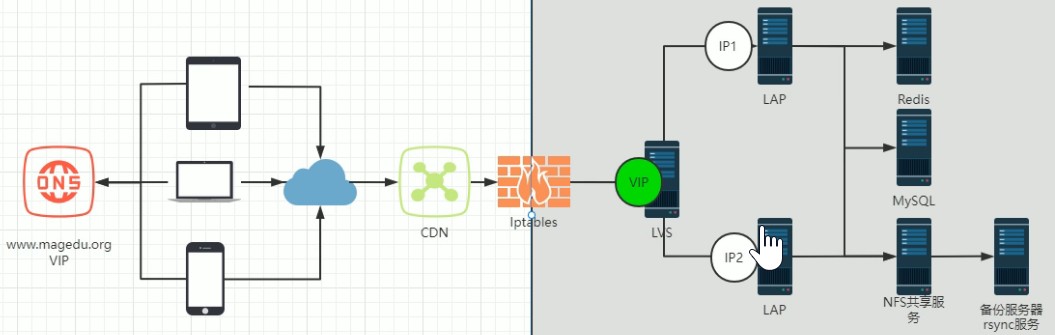 DNS
www.magedu.org
VIP
CDN
Iptables
VIP
LVS
IP1
LAP
IP2
LAP
Redis
MySQL
NFS共享服
务
备份服务器
rsync服务